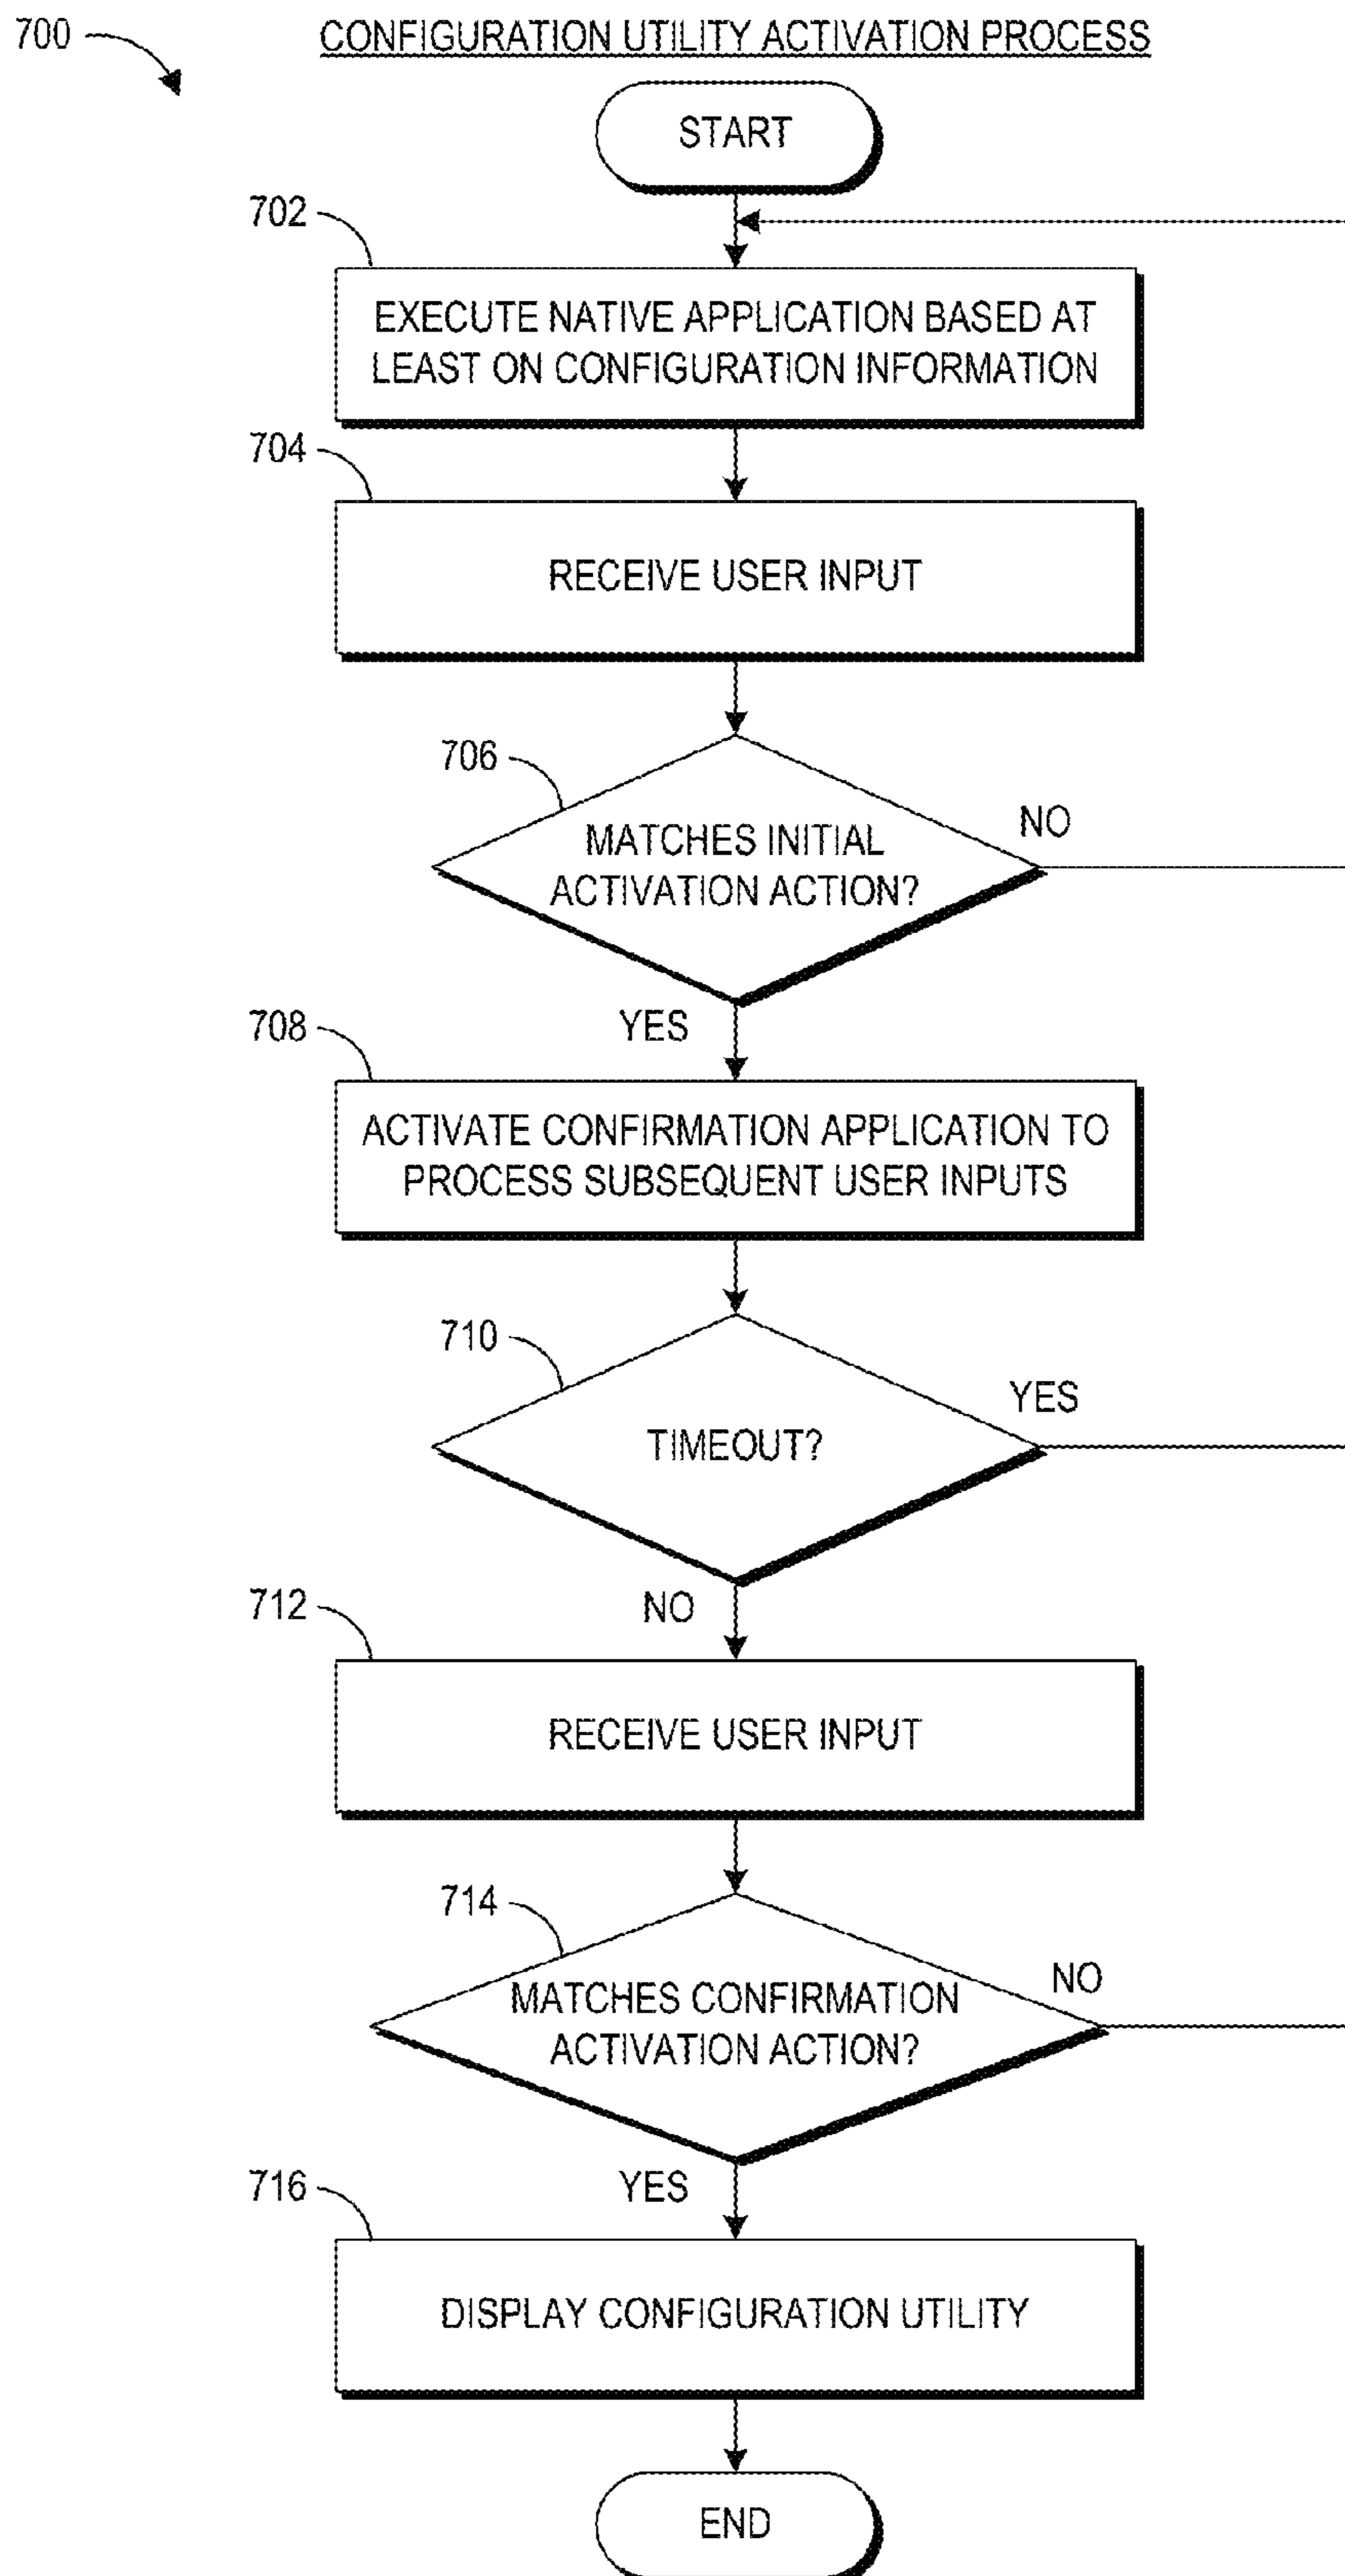 700
CONFIGURATION UTILITY ACTIVATION PROCESS
START
702
EXECUTE NATIVE APPLICATION BASED AT
LEAST ON CONFIGURATION INFORMATION
704
RECEIVE USER INPUT
706
MATCHES INITIAL
ACTIVATION ACTION?
NO
YES
708
ACTIVATE CONFIRMATION APPLICATION TO
PROCESS SUBSEQUENT USER INPUTS
710
TIMEOUT?
YES
NO
712
RECEIVE USER INPUT
714
MATCHES CONFIRMATION
ACTIVATION ACTION?
NO
YES
716
DISPLAY CONFIGURATION UTILITY
END